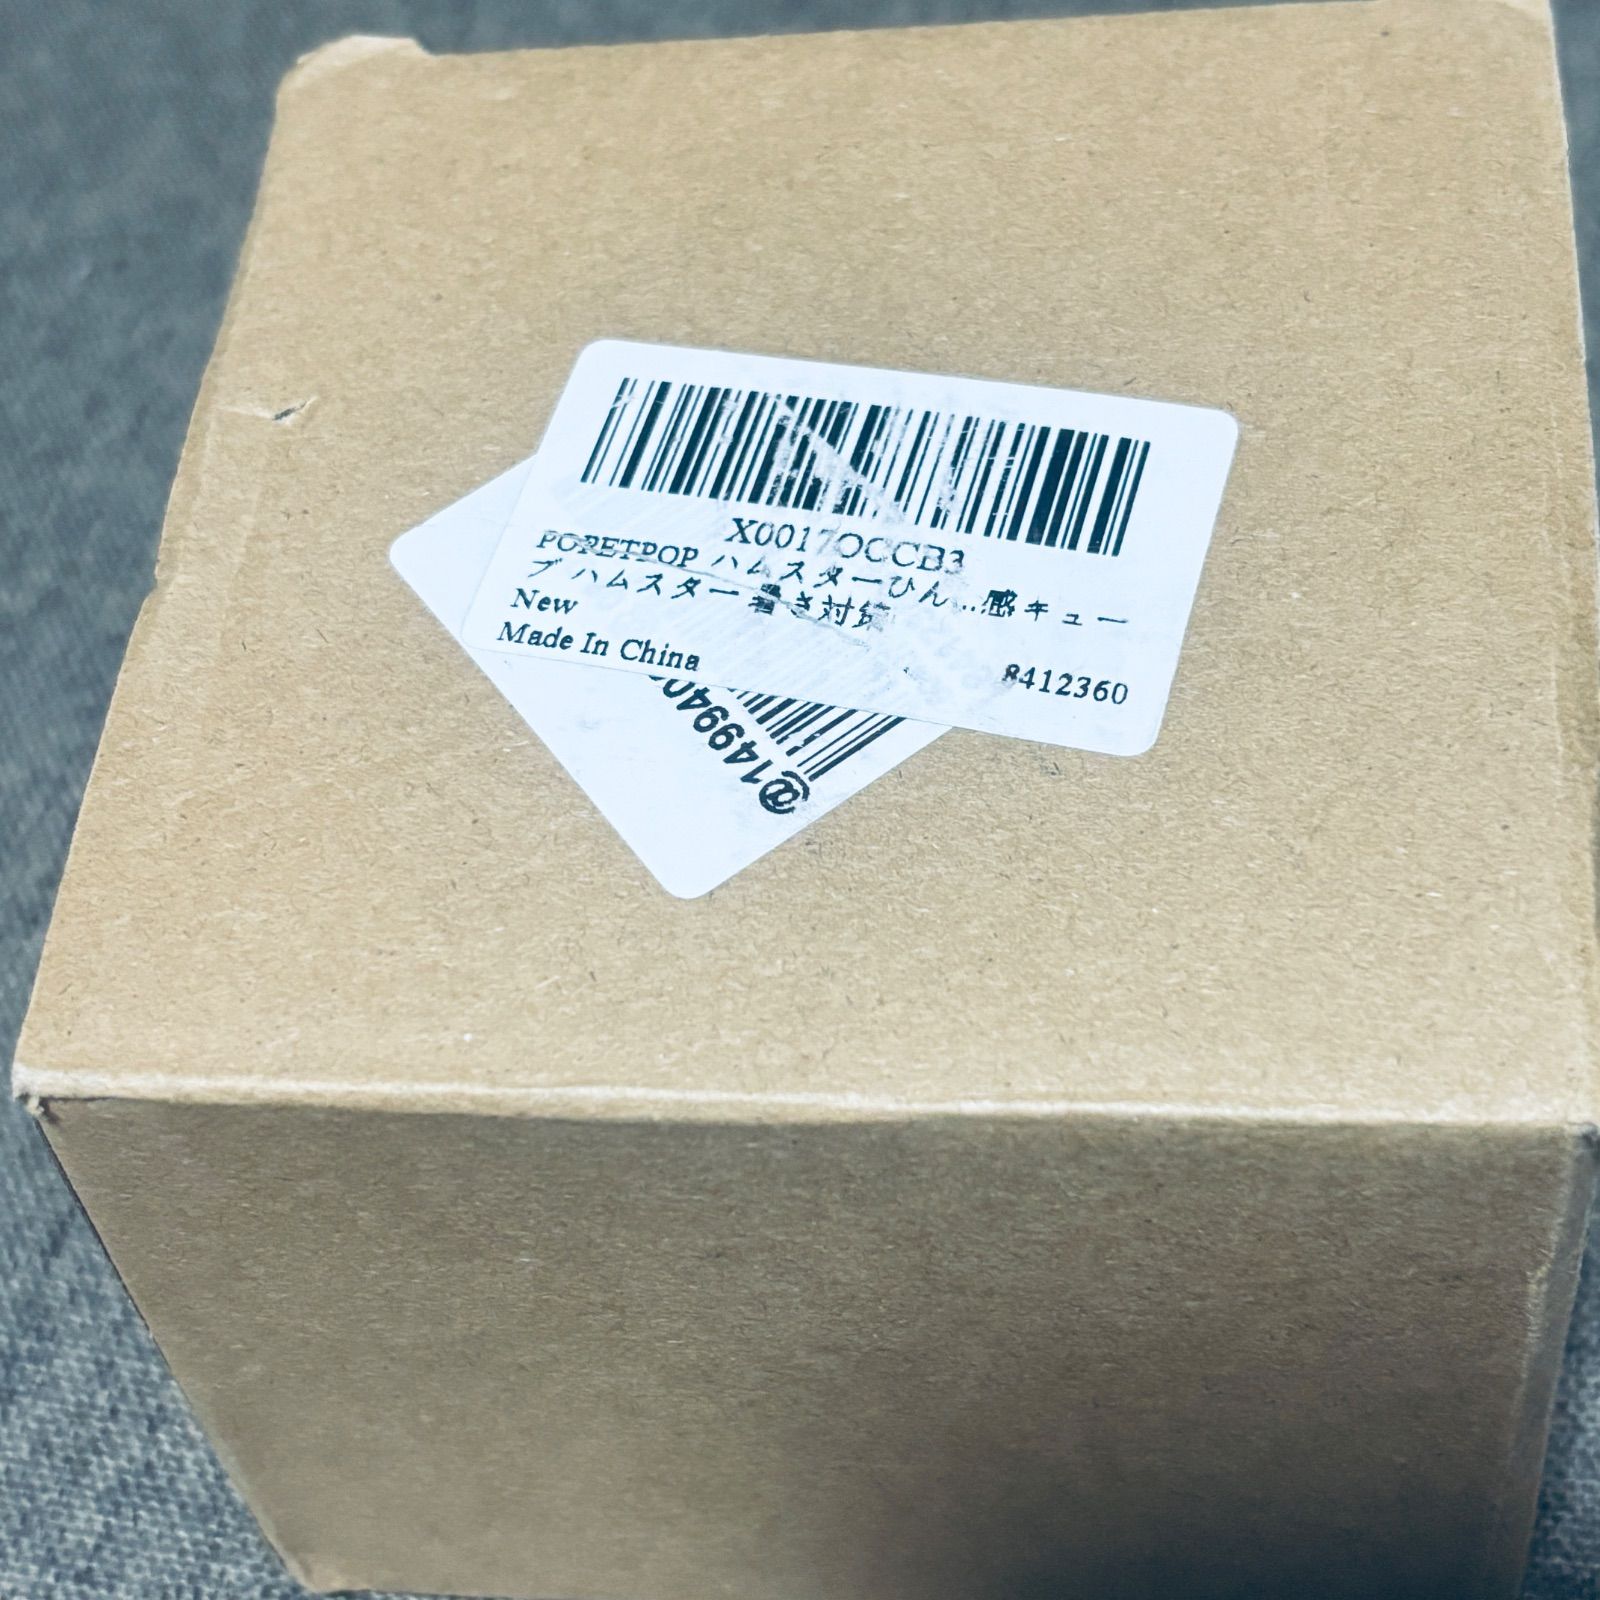 X0017OCCB3
POPETPOP ハムスターひん...感キュー
ブ ハムスター 暑さ対策
New
Made In China
8412360
@149940